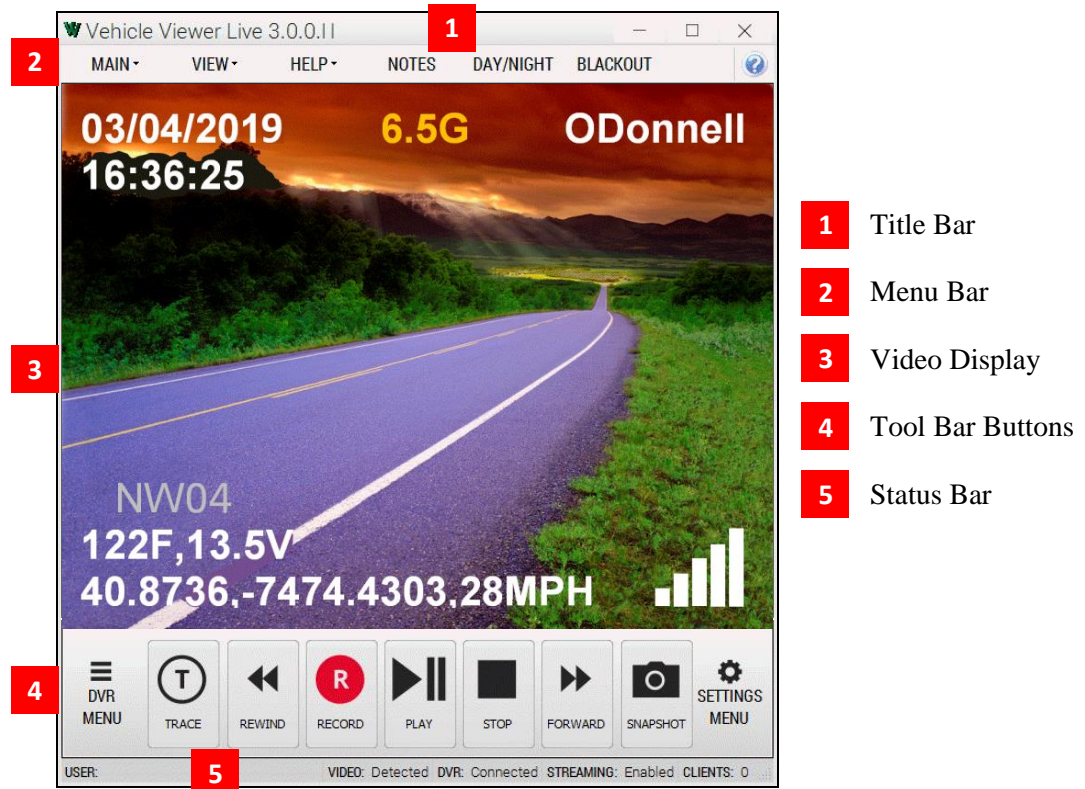 Vehicle Viewer Live 3.0.0.11
1
2
MAIN VIEW HELP NOTES DAY/NIGHT BLACKOUT ?
03/04/2019 6.5G ODonnell
16:36:25
1 Title Bar
2 Menu Bar
3
3 Video Display
4 Tool Bar Buttons
5 Status Bar
NW04
122F,13.5V
40.8736,-7474.4303,28MPH
4
DVR
MENU
T
TRACE
REWIND
R
RECORD
PLAY
STOP
FORWARD
SNAPSHOT
SETTINGS
MENU
5
USER: VIDEO: Detected DVR: Connected STREAMING: Enabled CLIENTS: 0